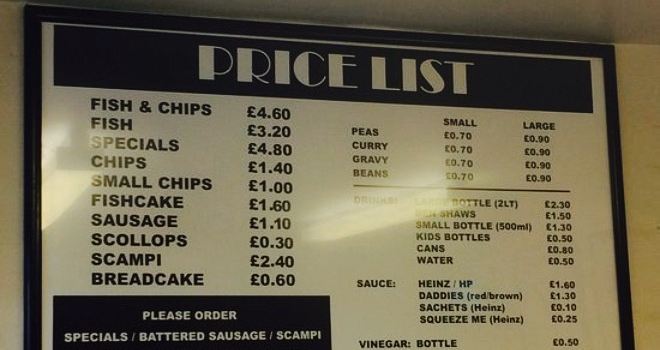 PRICE LIST
FISH & CHIPS £4.60
FISH £3.20
SPECIALS £4.80
CHIPS £1.40
SMALL CHIPS £1.00
FISHCAKE £1.60
SAUSAGE £1.10
SCOLLOPS £0.30
SCAMPI £2.40
BREADCAKE £0.60
PLEASE ORDER
SPECIALS / BATTERED SAUSAGE / SCAMPI
SMALL LARGE
PEAS £0.70 £0.90
CURRY £0.70 £0.90
GRAVY £0.70 £0.90
BEANS £0.70 £0.90
DRINKS: LARGE BOTTLE (2LT) £2.30
BEN SHAWS £1.50
SMALL BOTTLE (500ml) £1.30
KIDS BOTTLES £0.50
CANS £0.80
WATER £0.50
SAUCE: HEINZ / HP £1.60
DADDIES (red/brown) £1.30
SACHETS (Heinz) £0.10
SQUEEZE ME (Heinz) £0.25
VINEGAR: BOTTLE £0.50